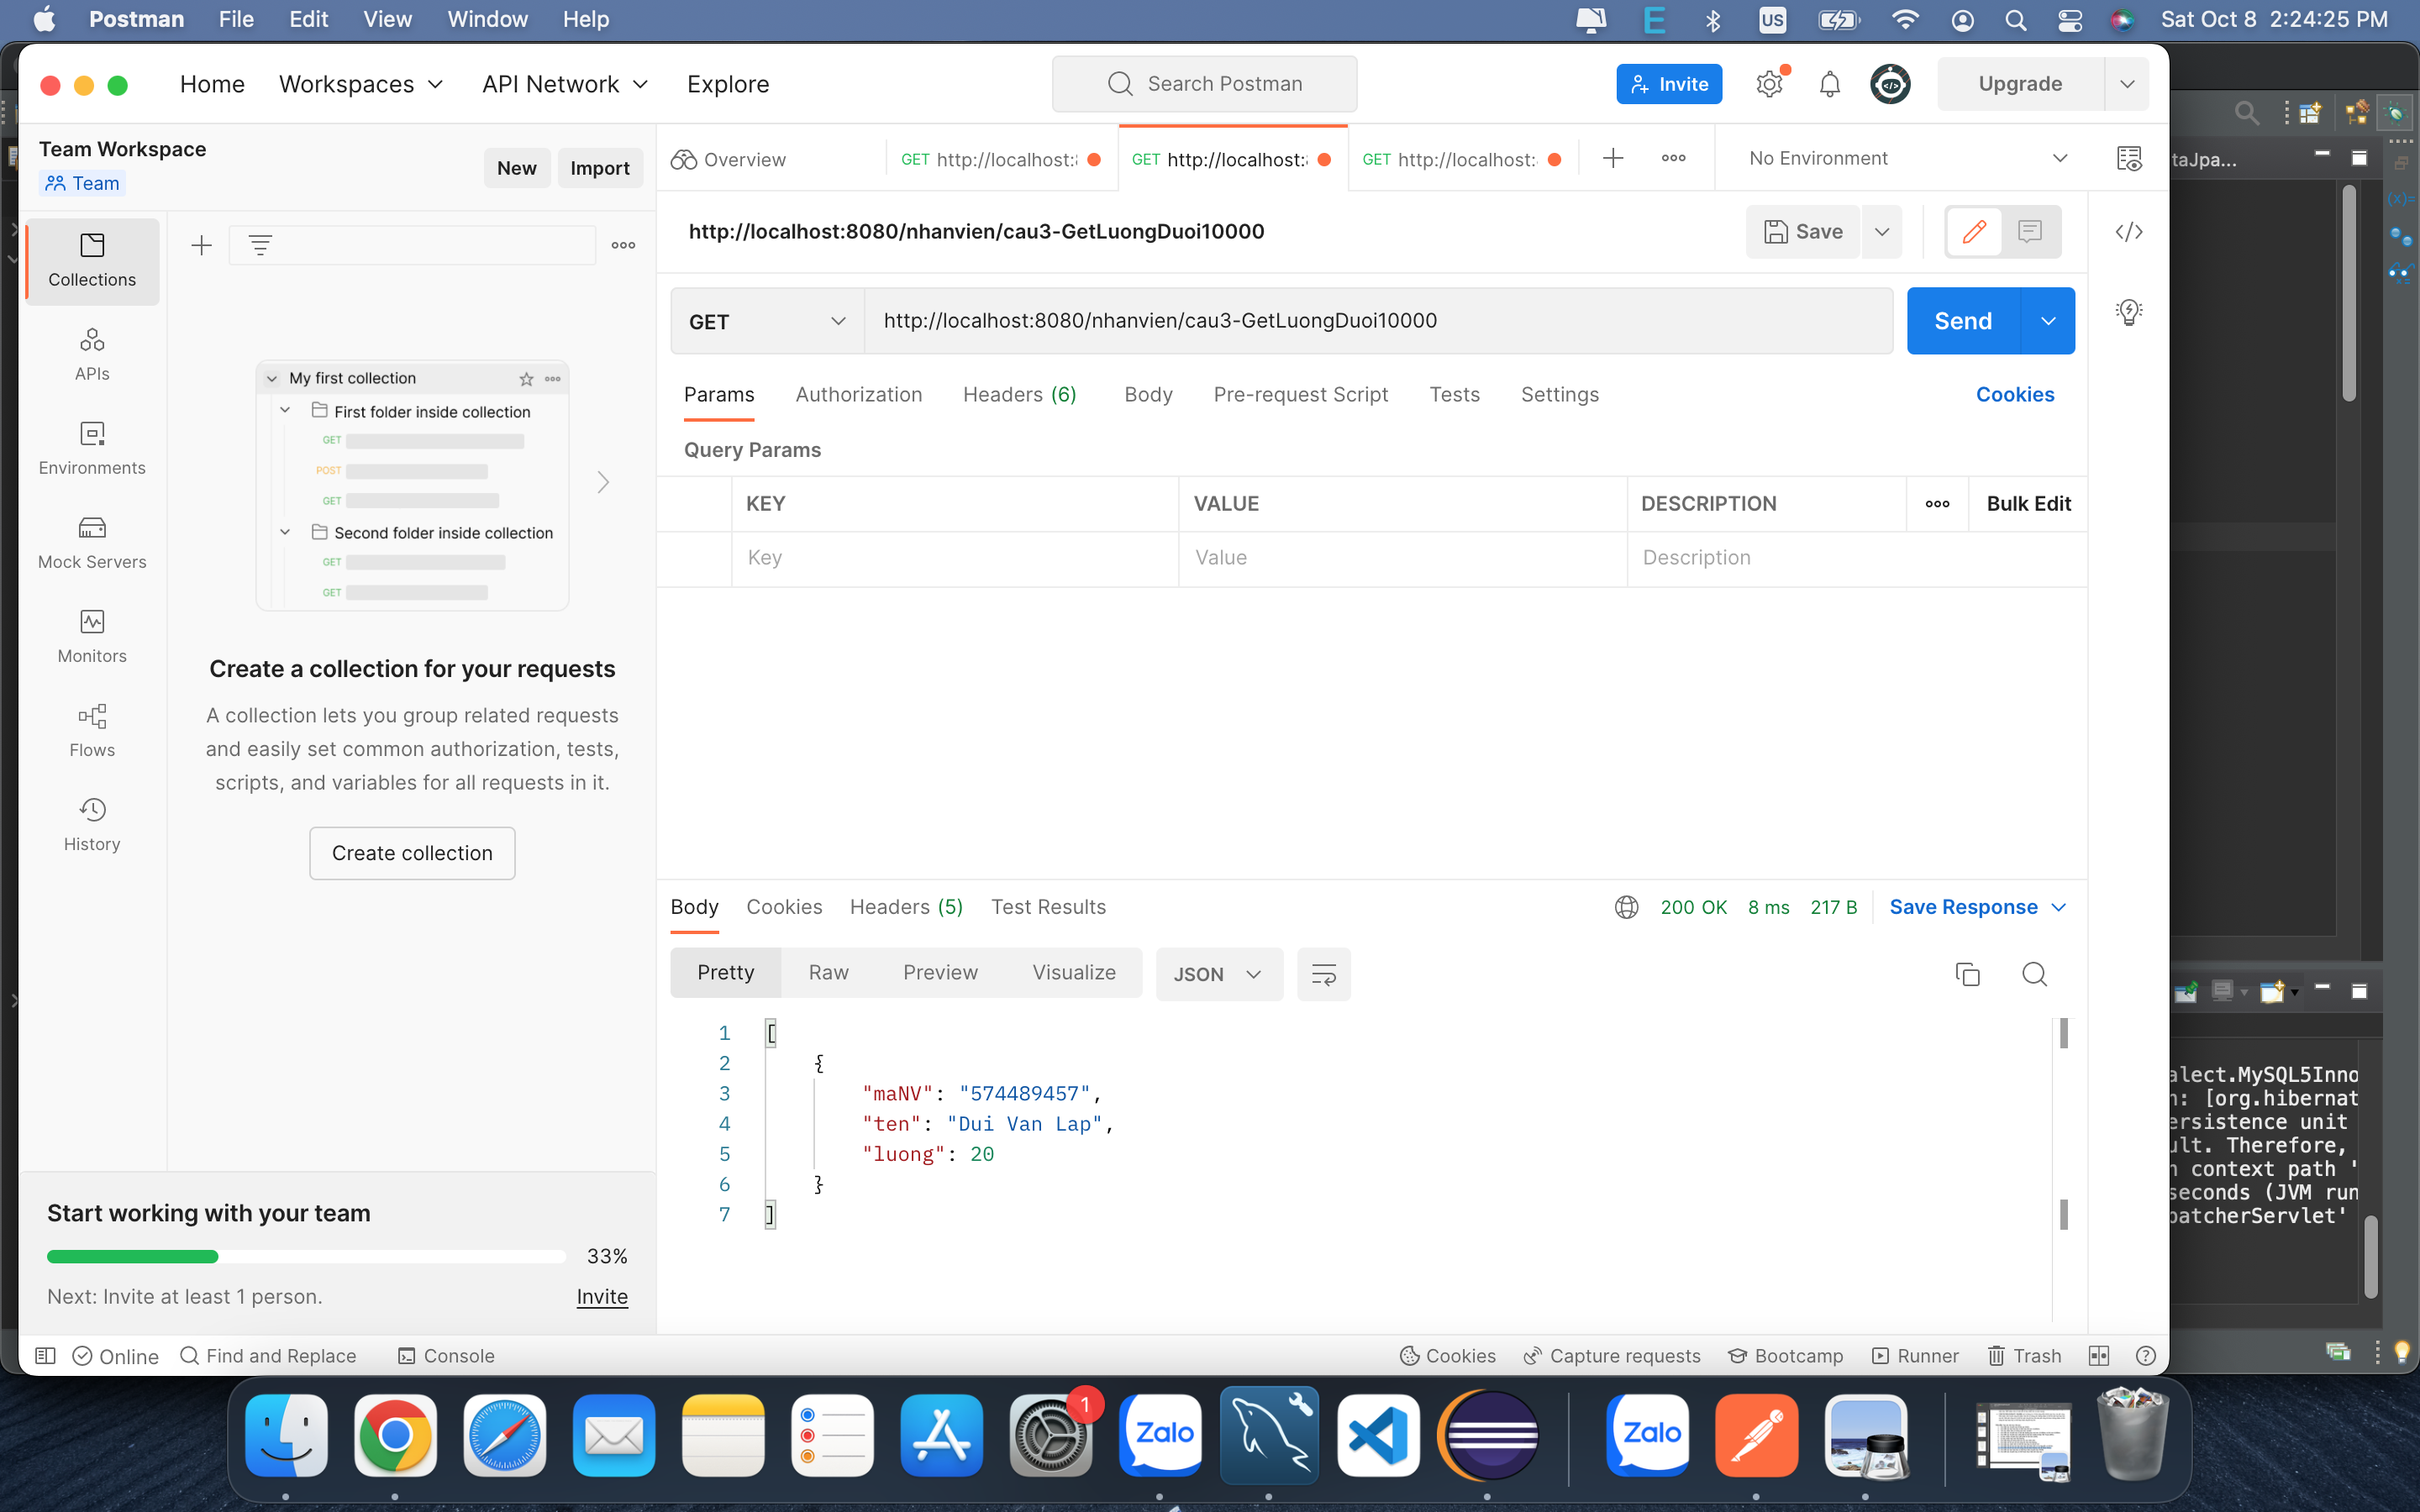 Postman File Edit View Window Help
US
Sat Oct 8 2:24:25 PM
Home Workspaces API Network Explore
Search Postman
Invite
Upgrade
Team Workspace
Team
New
Import
Overview
GET http://localhost:
GET http://localhost:
GET http://localhost:
No Environment
taJpa...
http://localhost:8080/nhanvien/cau3-GetLuongDuoi10000
Save
Collections
APIs
Environments
Mock Servers
Monitors
Flows
History
GET
http://localhost:8080/nhanvien/cau3-GetLuongDuoi10000
Send
Params Authorization Headers (6) Body Pre-request Script Tests Settings
Cookies
Query Params
KEY VALUE DESCRIPTION Bulk Edit
Key Value Description
My first collection
First folder inside collection
GET
POST
GET
Second folder inside collection
GET
GET
Create a collection for your requests
A collection lets you group related requests
and easily set common authorization, tests,
scripts, and variables for all requests in it.
Create collection
Body Cookies Headers (5) Test Results
200 OK 8 ms 217 B Save Response
Pretty Raw Preview Visualize JSON
1 [
2 {
3 "maNV": "574489457",
4 "ten": "Dui Van Lap",
5 "luong": 20
6 }
7 ]
alect.MySQL5Inno
n: [org.hibernat
ersistence unit
ult. Therefore,
n context path '
seconds (JVM run
patcherServlet'
Start working with your team
33%
Next: Invite at least 1 person. Invite
Online Find and Replace Console
Cookies Capture requests Bootcamp Runner Trash
1
Zalo
Zalo